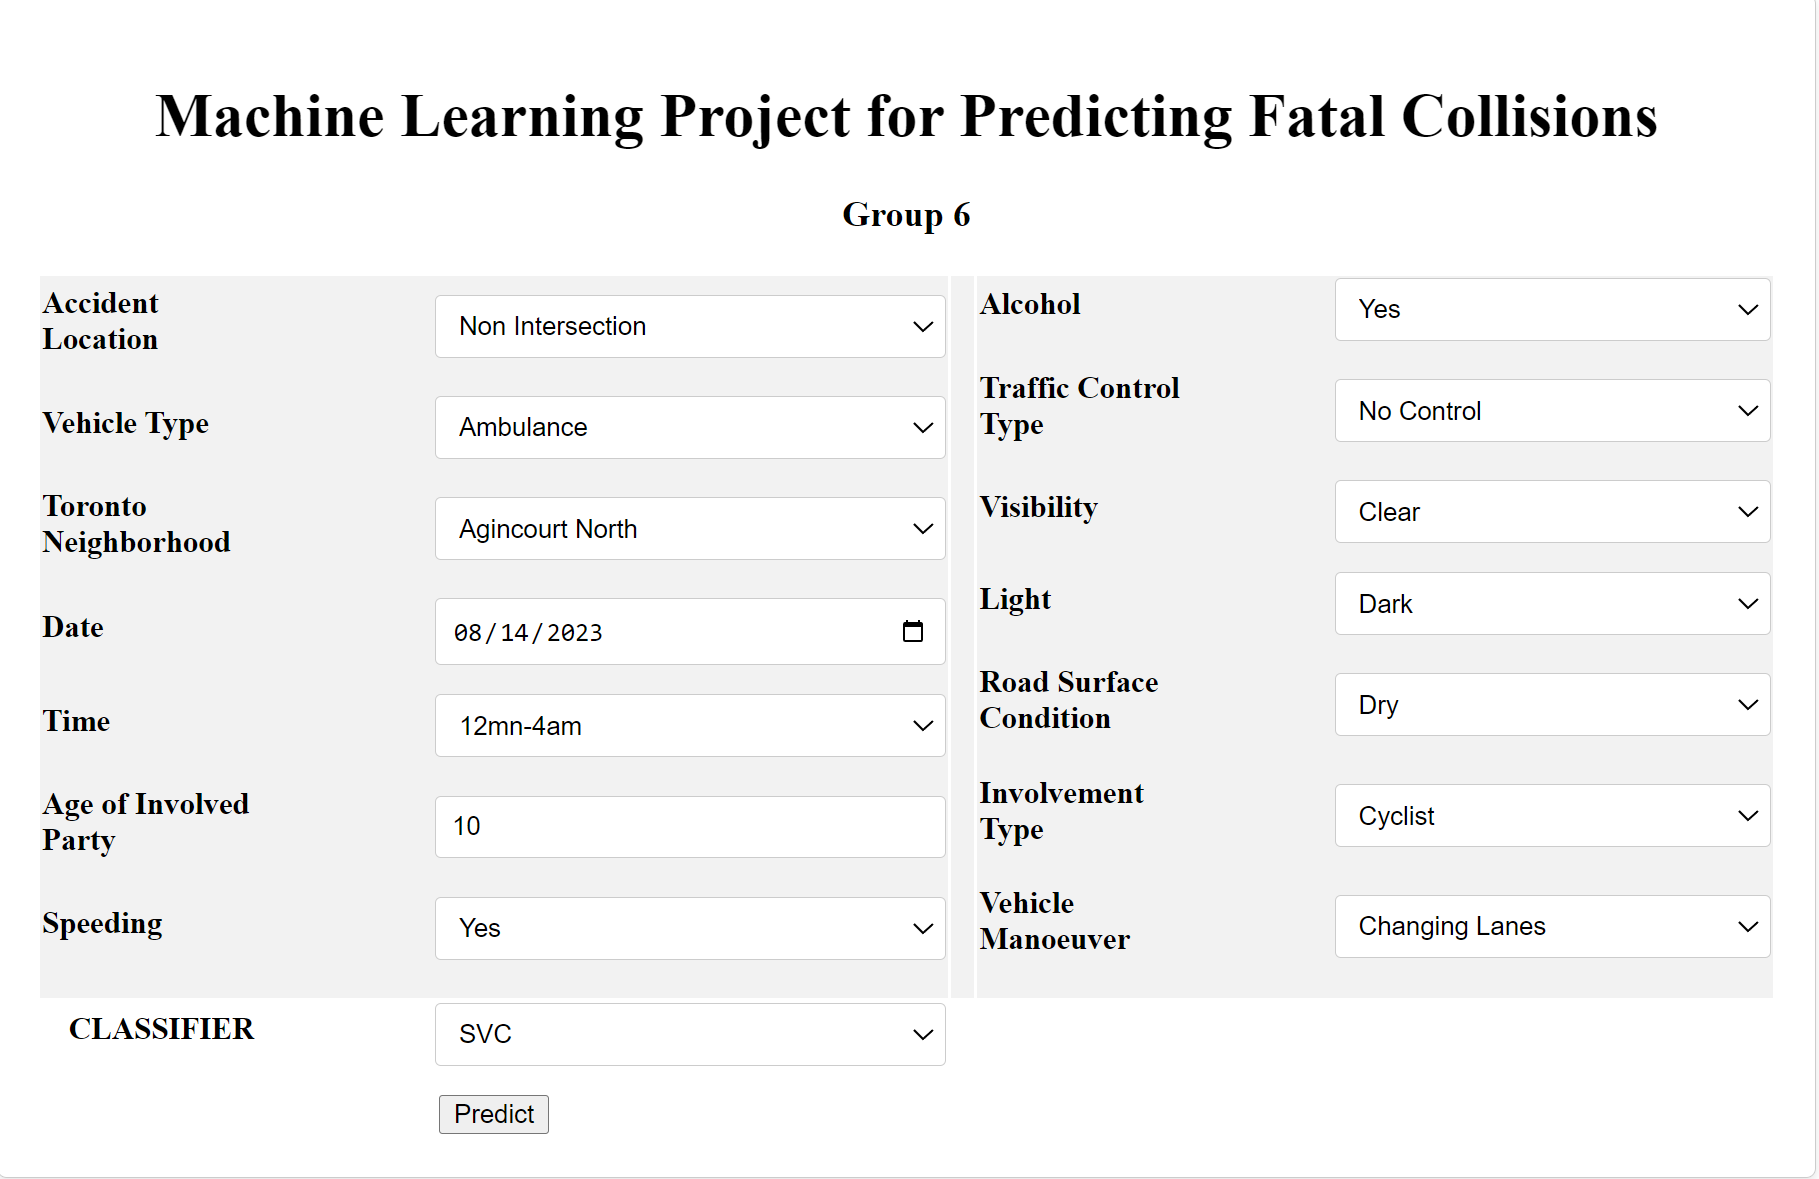 Machine Learning Project for Predicting Fatal Collisions
Group 6
Accident
Location
Non Intersection
Vehicle Type
Ambulance
Toronto
Neighborhood
Agincourt North
Date
08/14/2023
Time
12mn-4am
Age of Involved
Party
10
Speeding
Yes
Alcohol
Yes
Traffic Control
Type
No Control
Visibility
Clear
Light
Dark
Road Surface
Condition
Dry
Involvement
Type
Cyclist
Vehicle
Manoeuver
Changing Lanes
CLASSIFIER
SVC
Predict